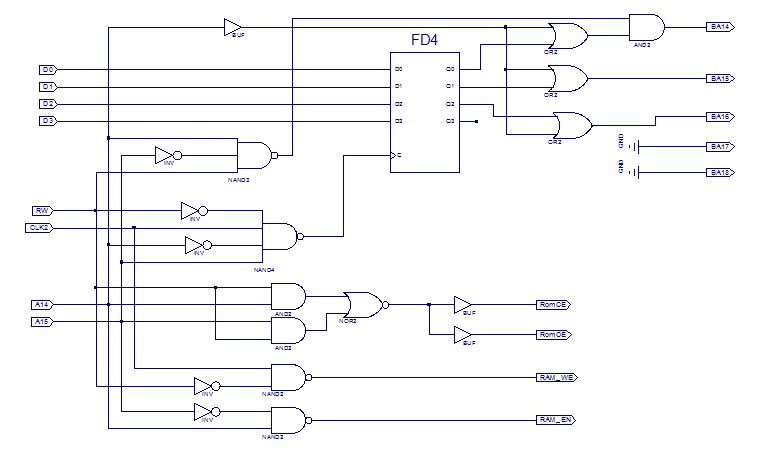 BUF
FD4
OR2
AND2
BA14
D0
D1
D2
D3
D0
D1
D2
D3
Q0
Q1
Q2
Q3
C
OR2
BA15
OR2
BA16
GND
BA17
GND
BA18
INV
NAND3
RW
INV
CLK2
INV
NAND4
A14
A15
AND2
AND2
NOR2
BUF
RomCE
BUF
RomOE
INV
NAND2
RAM_WE
INV
NAND2
RAM_EN